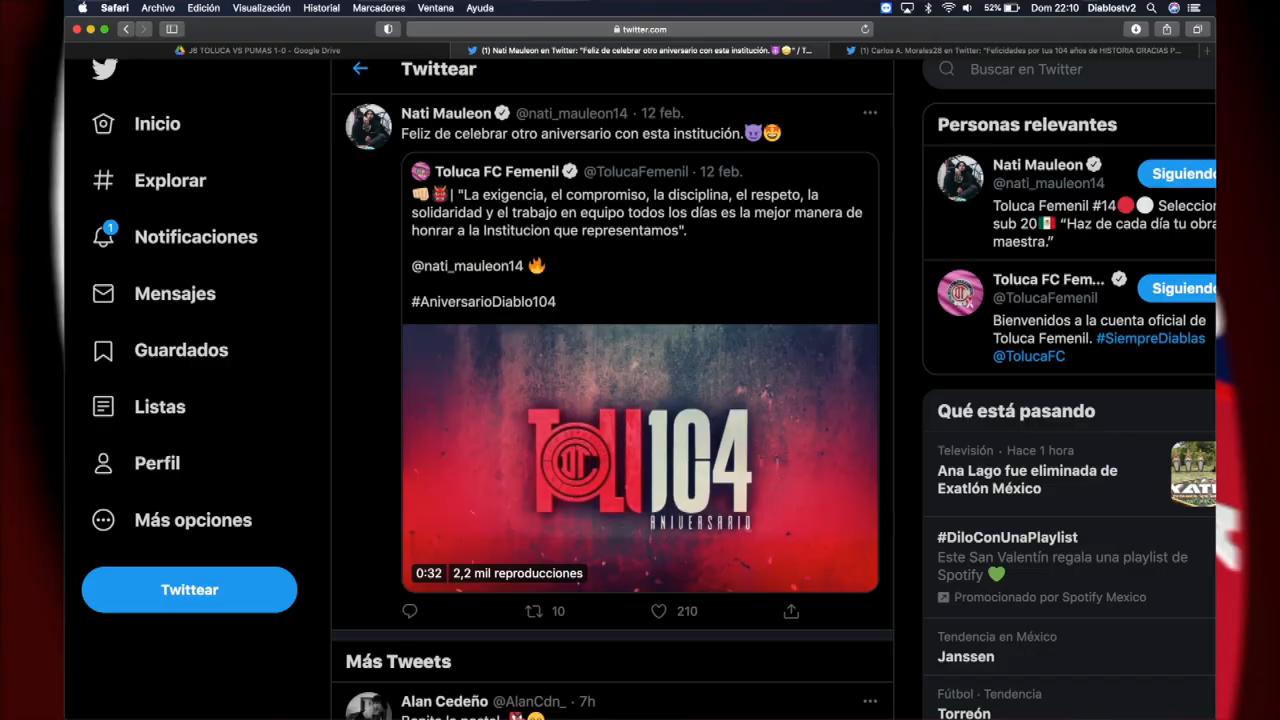 Safari Archivo Edición Visualización Historial Marcadores Ventana Ayuda 52% Dom 22:10 Diablostv2
twitter.com
J8 TOLUCA VS PUMAS 1-0 - Google Drive
(1) Nati Mauleon en Twitter: "Feliz de celebrar otro aniversario con esta institución.😈🤩" / T...
(1) Carlos A. Morales28 en Twitter: "Felicidades por tus 104 años de HISTORIA GRACIAS P...
Inicio
Explorar
1
Notificaciones
Mensajes
Guardados
Listas
Perfil
Más opciones
Twittear
Twittear
Nati Mauleon @nati_mauleon14 · 12 feb.
Feliz de celebrar otro aniversario con esta institución.😈🤩
Toluca FC Femenil @TolucaFemenil · 12 feb.
👊🏻👹| "La exigencia, el compromiso, la disciplina, el respeto, la
solidaridad y el trabajo en equipo todos los días es la mejor manera de
honrar a la Institucion que representamos".
@nati_mauleon14 🔥
#AniversarioDiablo104
TOLU104
ANIVERSARIO
0:32 2,2 mil reproducciones
10 210
Más Tweets
Alan Cedeño @AlanCdn_ · 7h
Buscar en Twitter
Personas relevantes
Nati Mauleon
@nati_mauleon14
Siguiendo
Toluca Femenil #14🔴⚪ Seleccion
sub 20🇲🇽 “Haz de cada día tu obra
maestra.”
Toluca FC Fem...
@TolucaFemenil
Siguiendo
Bienvenidos a la cuenta oficial de
Toluca Femenil. #SiempreDiablas
@TolucaFC
Qué está pasando
Televisión · Hace 1 hora
Ana Lago fue eliminada de
Exatlón México
#DiloConUnaPlaylist
Este San Valentín regala una playlist de
Spotify 💚
Promocionado por Spotify Mexico
Tendencia en México
Janssen
Fútbol · Tendencia
Torreón